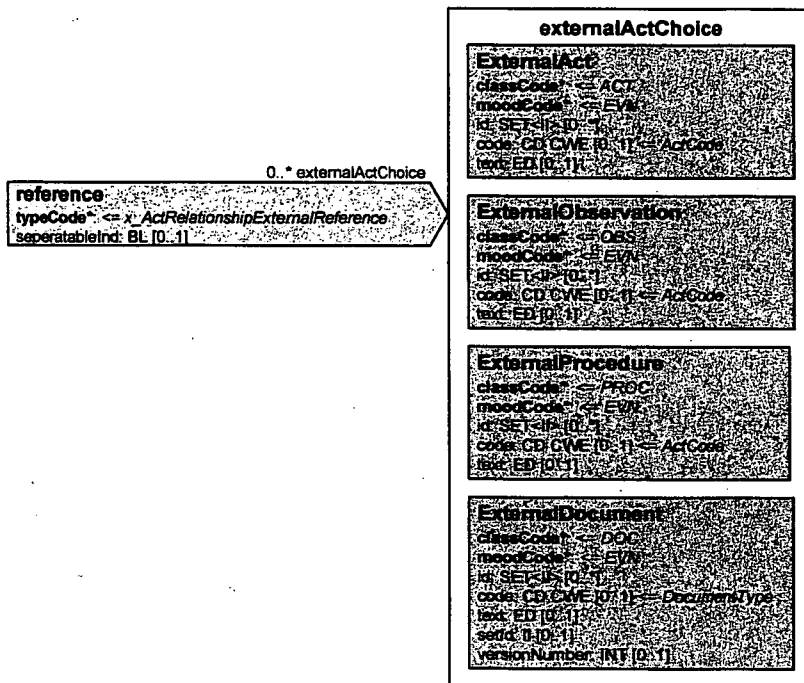 externalActChoice
ExternalAct
classCode* <= ACT
moodCode* <= EVN
id: SET<II> [0..*]
code: CD CWE [0..1] <= ActCode
text: ED [0..1]
0..* externalActChoice
reference
typeCode*: <= x_ActRelationshipExternalReference
seperatableInd: BL [0..1]
ExternalObservation
classCode* <= OBS
moodCode* <= EVN
id: SET<II> [0..*]
code: CD CWE [0..1] <= ActCode
text: ED [0..1]
ExternalProcedure
classCode* <= PROC
moodCode* <= EVN
id: SET<II> [0..*]
code: CD CWE [0..1] <= ActCode
text: ED [0..1]
ExternalDocument
classCode* <= DOC
moodCode* <= EVN
id: SET<II> [0..*]
code: CD CWE [0..1] <= DocumentType
text: ED [0..1]
setId: II [0..1]
versionNumber: INT [0..1]